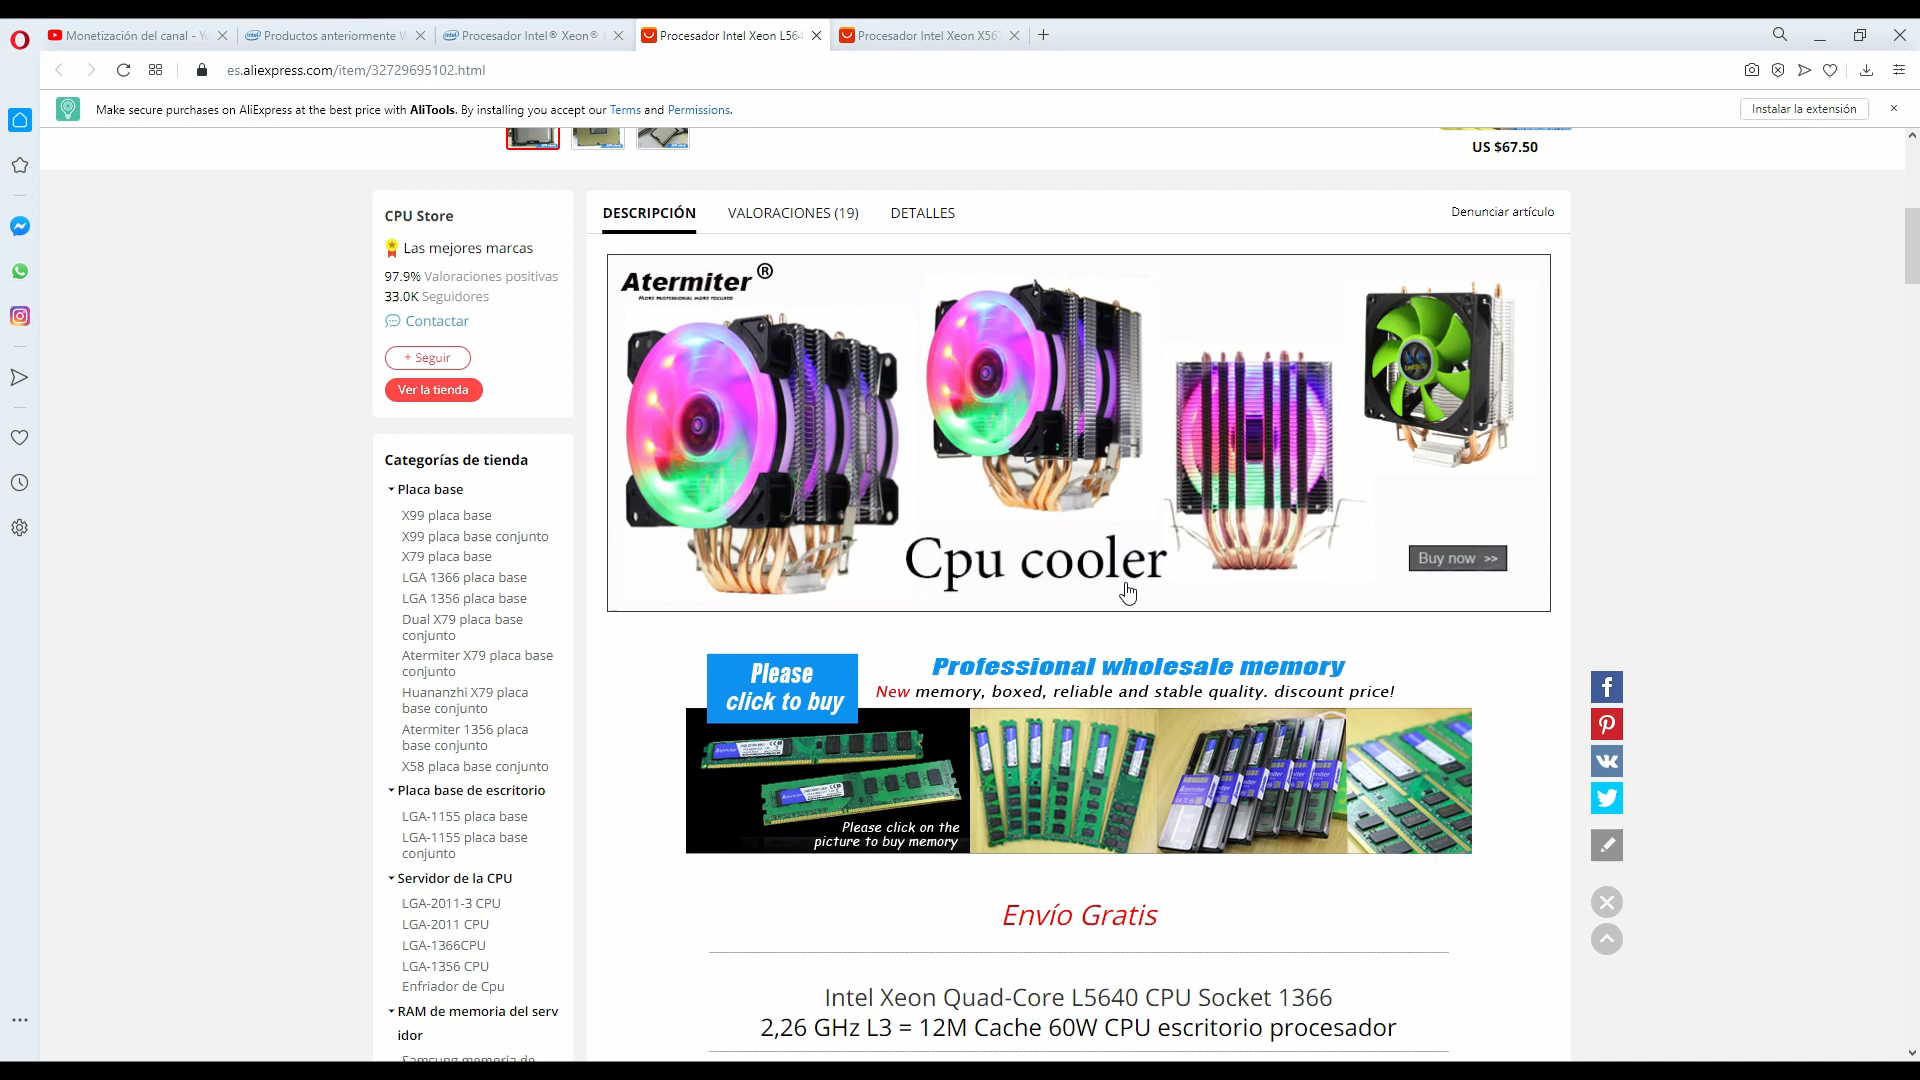 Monetización del canal - Yo
Productos anteriormente W
Procesador Intel® Xeon®
Procesador Intel Xeon L564
Procesador Intel Xeon X567
es.aliexpress.com/item/32729695102.html
Make secure purchases on AliExpress at the best price with AliTools. By installing you accept our Terms and Permissions.
Instalar la extensión
US $67.50
CPU Store
Las mejores marcas
97.9% Valoraciones positivas
33.0K Seguidores
Contactar
+ Seguir
Ver la tienda
Categorías de tienda
Placa base
X99 placa base
X99 placa base conjunto
X79 placa base
LGA 1366 placa base
LGA 1356 placa base
Dual X79 placa base
conjunto
Atermiter X79 placa base
conjunto
Huananzhi X79 placa
base conjunto
Atermiter 1356 placa
base conjunto
X58 placa base conjunto
Placa base de escritorio
LGA-1155 placa base
LGA-1155 placa base
conjunto
Servidor de la CPU
LGA-2011-3 CPU
LGA-2011 CPU
LGA-1366CPU
LGA-1356 CPU
Enfriador de Cpu
RAM de memoria del serv
idor
Samsung memoria de
DESCRIPCIÓN
VALORACIONES (19)
DETALLES
Denunciar artículo
Atermiter ®
MORE PROFESSIONAL MORE FOCUSED
Cpu cooler
Buy now >>
Please
click to buy
Professional wholesale memory
New memory, boxed, reliable and stable quality. discount price!
Please click on the
picture to buy memory
Envío Gratis
Intel Xeon Quad-Core L5640 CPU Socket 1366
2,26 GHz L3 = 12M Cache 60W CPU escritorio procesador